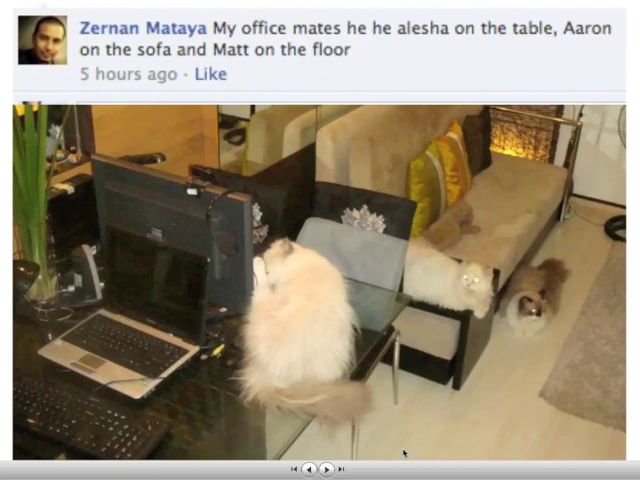 Zernan Mataya My office mates he he alesha on the table, Aaron
on the sofa and Matt on the floor
5 hours ago · Like